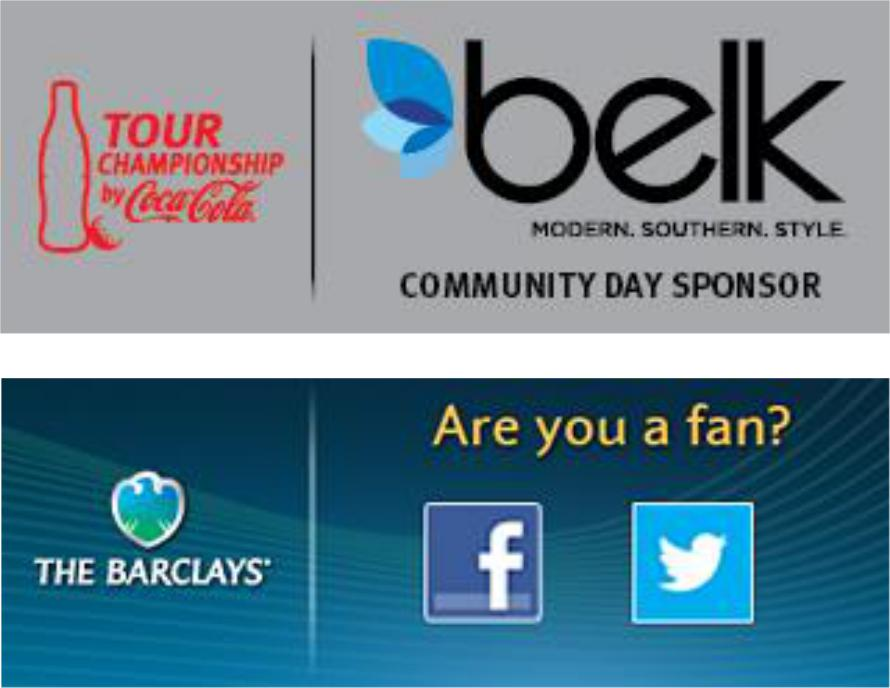 TOUR
CHAMPIONSHIP
by Coca-Cola
belk
MODERN. SOUTHERN. STYLE.
COMMUNITY DAY SPONSOR
Are you a fan?
THE BARCLAYS